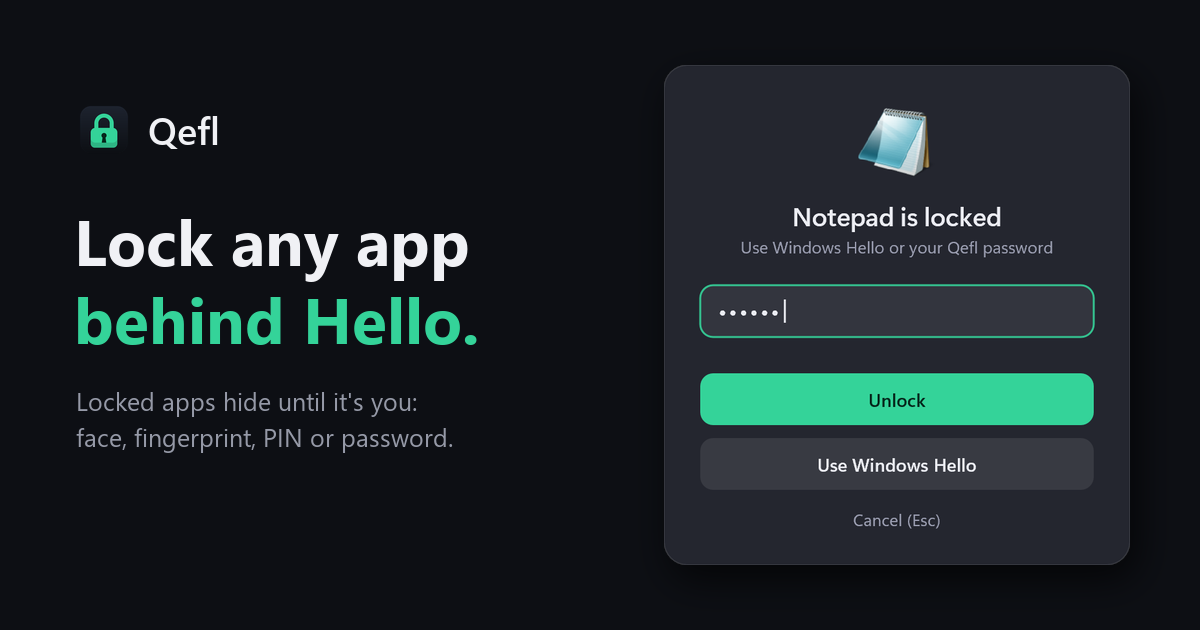 Qefl
Lock any app
behind Hello.
Locked apps hide until it's you:
face, fingerprint, PIN or password.
Notepad is locked
Use Windows Hello or your Qefl password
••••••
Unlock
Use Windows Hello
Cancel (Esc)